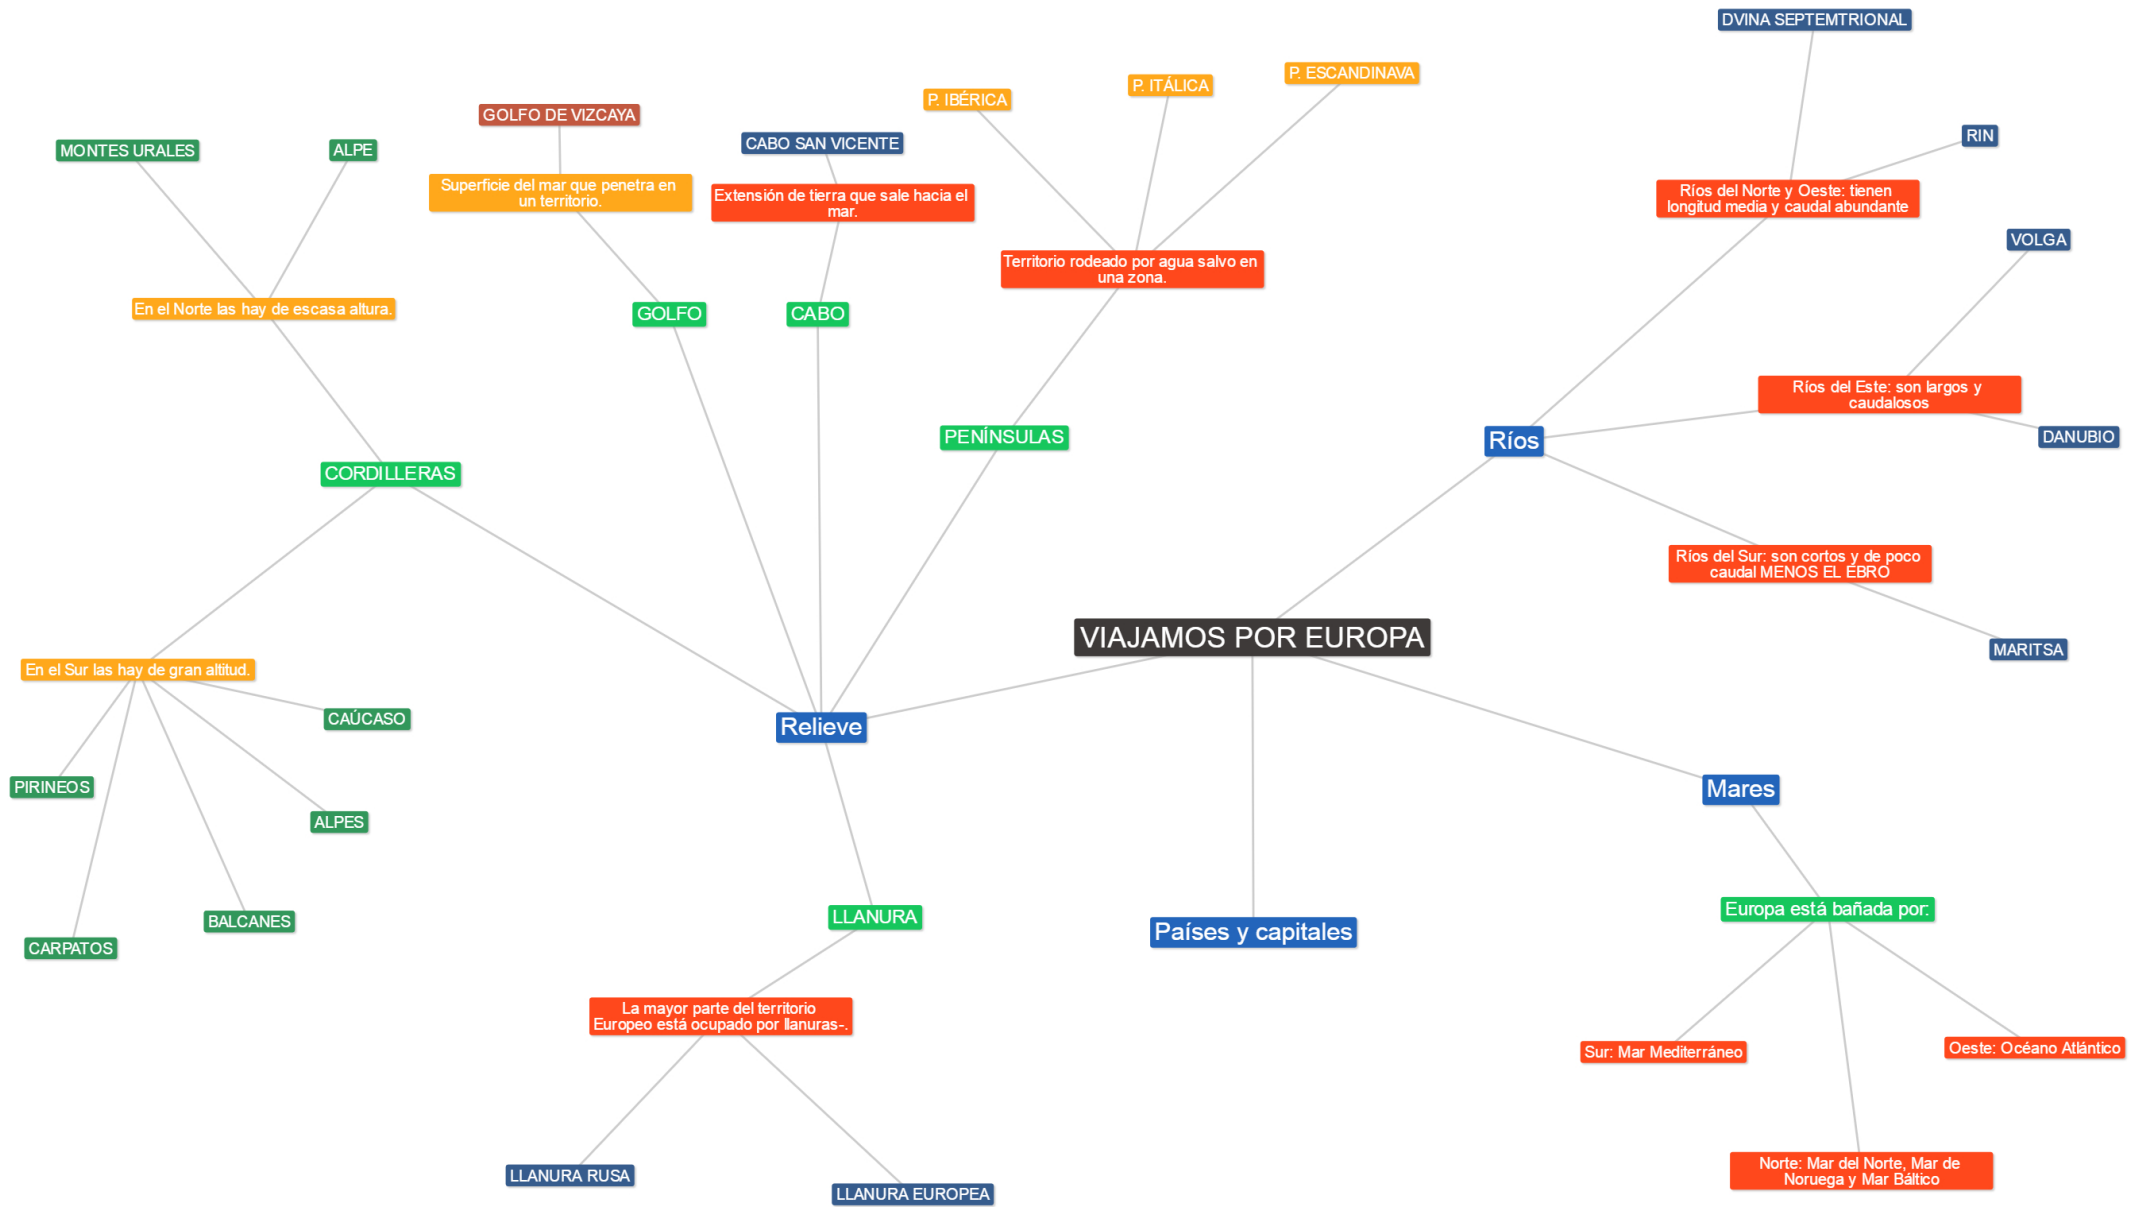 DVINA SEPTEMTRIONAL
P. ESCANDINAVA
P. ITÁLICA
P. IBÉRICA
GOLFO DE VIZCAYA
RIN
CABO SAN VICENTE
MONTES URALES
ALPE
Superficie del mar que penetra en
un territorio.
Extensión de tierra que sale hacia el
mar.
Ríos del Norte y Oeste: tienen
longitud media y caudal abundante
VOLGA
Territorio rodeado por agua salvo en
una zona.
En el Norte las hay de escasa altura.
GOLFO
CABO
Ríos del Este: son largos y
caudalosos
PENÍNSULAS
Ríos
DANUBIO
CORDILLERAS
Ríos del Sur: son cortos y de poco
caudal MENOS EL EBRO
VIAJAMOS POR EUROPA
MARITSA
En el Sur las hay de gran altitud.
CAÚCASO
Relieve
PIRINEOS
Mares
ALPES
Europa está bañada por:
LLANURA
BALCANES
Países y capitales
CARPATOS
La mayor parte del territorio
Europeo está ocupado por llanuras-.
Sur: Mar Mediterráneo
Oeste: Océano Atlántico
Norte: Mar del Norte, Mar de
Noruega y Mar Báltico
LLANURA RUSA
LLANURA EUROPEA